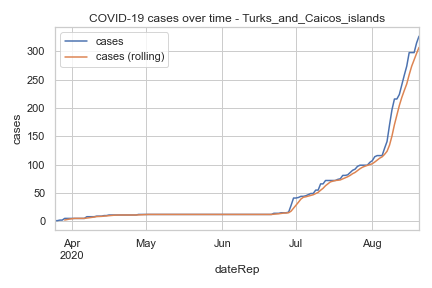 COVID-19 cases over time - Turks_and_Caicos_islands
cases
cases (rolling)
300
250
200
150
100
50
0
cases
Apr
2020
May
Jun
Jul
Aug
dateRep